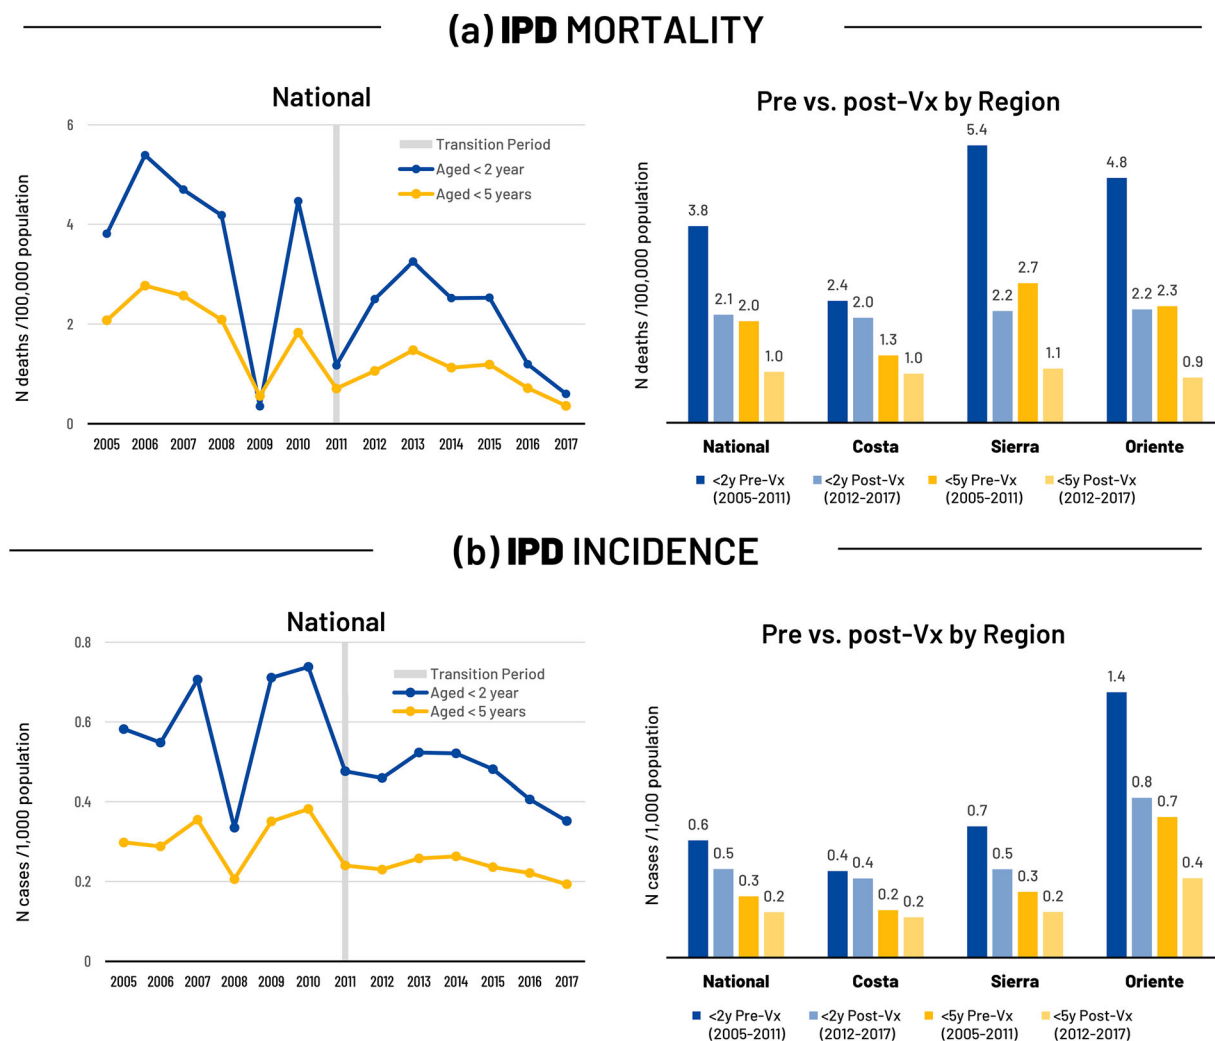 (a) IPD MORTALITY
National
N deaths /100,000 population
6
4
2
0
Transition Period
Aged < 2 year
Aged < 5 years
2005 2006 2007 2008 2009 2010 2011 2012 2013 2014 2015 2016 2017
Pre vs. post-Vx by Region
N deaths /100,000 population
3.8 2.1 2.0 1.0
2.4 2.0 1.3 1.0
5.4 2.2 2.7 1.1
4.8 2.2 2.3 0.9
National Costa Sierra Oriente
<2y Pre-Vx <2y Post-Vx <5y Pre-Vx <5y Post-Vx
(2005-2011) (2012-2017) (2005-2011) (2012-2017)
(b) IPD INCIDENCE
National
N cases /1,000 population
0.8
0.6
0.4
0.2
0
Transition Period
Aged < 2 year
Aged < 5 years
2005 2006 2007 2008 2009 2010 2011 2012 2013 2014 2015 2016 2017
Pre vs. post-Vx by Region
N cases /1,000 population
0.6 0.5 0.3 0.2
0.4 0.4 0.2 0.2
0.7 0.5 0.3 0.2
1.4 0.8 0.7 0.4
National Costa Sierra Oriente
<2y Pre-Vx <2y Post-Vx <5y Pre-Vx <5y Post-Vx
(2005-2011) (2012-2017) (2005-2011) (2012-2017)